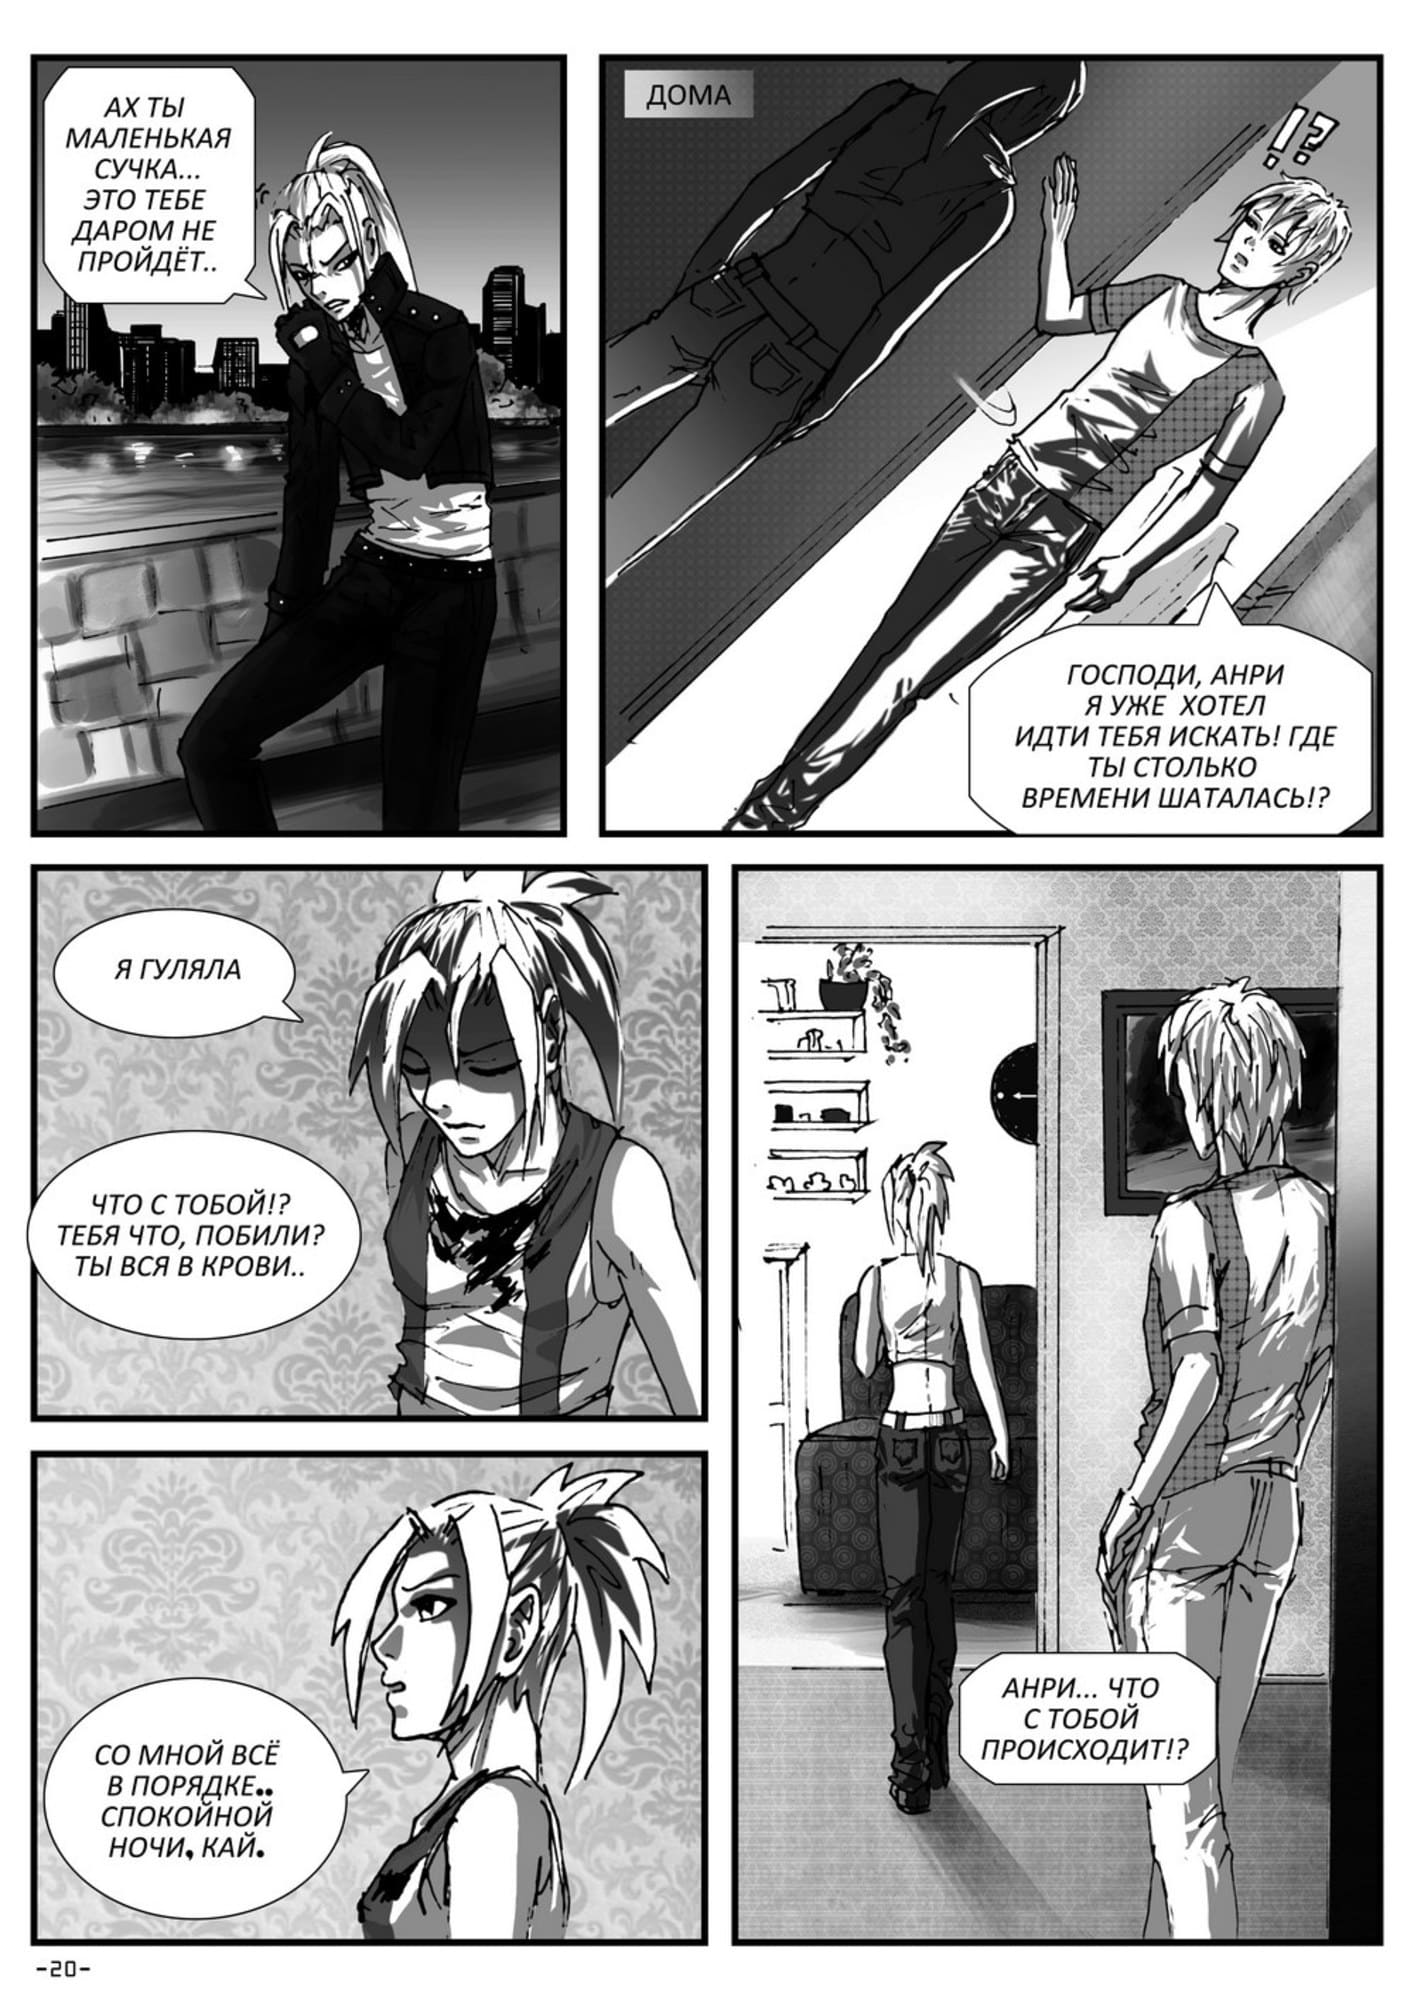 АХ ТЫ
МАЛЕНЬКАЯ
СУЧКА...
ЭТО ТЕБЕ
ДАРОМ НЕ
ПРОЙДЁТ..
ДОМА
!?
ГОСПОДИ, АНРИ
Я УЖЕ ХОТЕЛ
ИДТИ ТЕБЯ ИСКАТЬ! ГДЕ
ТЫ СТОЛЬКО
ВРЕМЕНИ ШАТАЛАСЬ!?
Я ГУЛЯЛА
ЧТО С ТОБОЙ!?
ТЕБЯ ЧТО, ПОБИЛИ?
ТЫ ВСЯ В КРОВИ..
СО МНОЙ ВСЁ
В ПОРЯДКЕ..
СПОКОЙНОЙ
НОЧИ, КАЙ.
АНРИ... ЧТО
С ТОБОЙ
ПРОИСХОДИТ!?
-20-